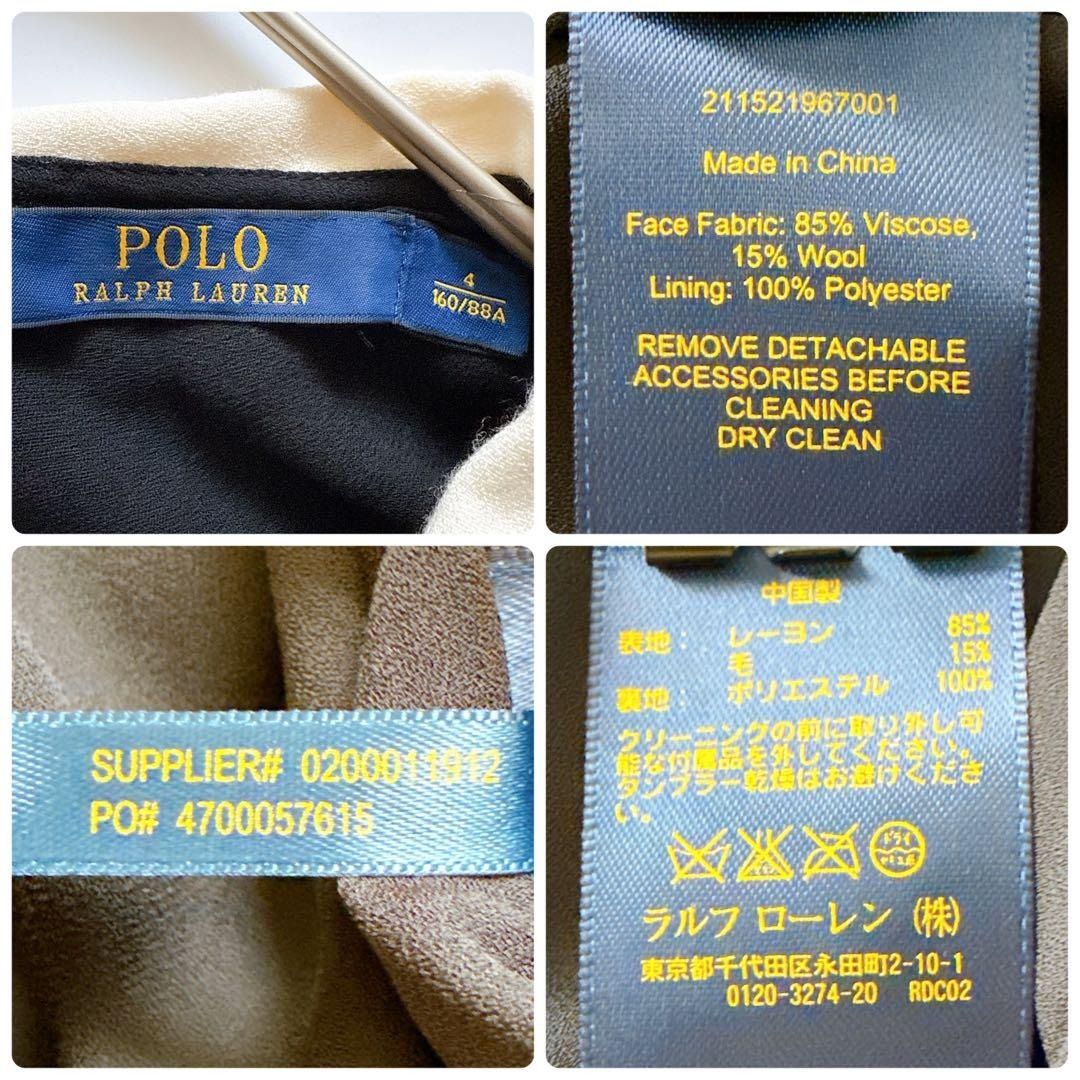 POLO
RALPH LAUREN
4
160/88A
211521967001
Made in China
Face Fabric: 85% Viscose,
15% Wool
Lining: 100% Polyester
REMOVE DETACHABLE
ACCESSORIES BEFORE
CLEANING
DRY CLEAN
SUPPLIER# 0200011912
PO# 4700057615
中国製
表地: レーヨン 85%
毛 15%
裏地: ポリエステル 100%
クリーニングの前に取り外し可
能な付属品を外してください。
タンブラー乾燥はお避けくださ
い。
ドライ
ラルフ ローレン (株)
東京都千代田区永田町2-10-1
0120-3274-20 RDC02